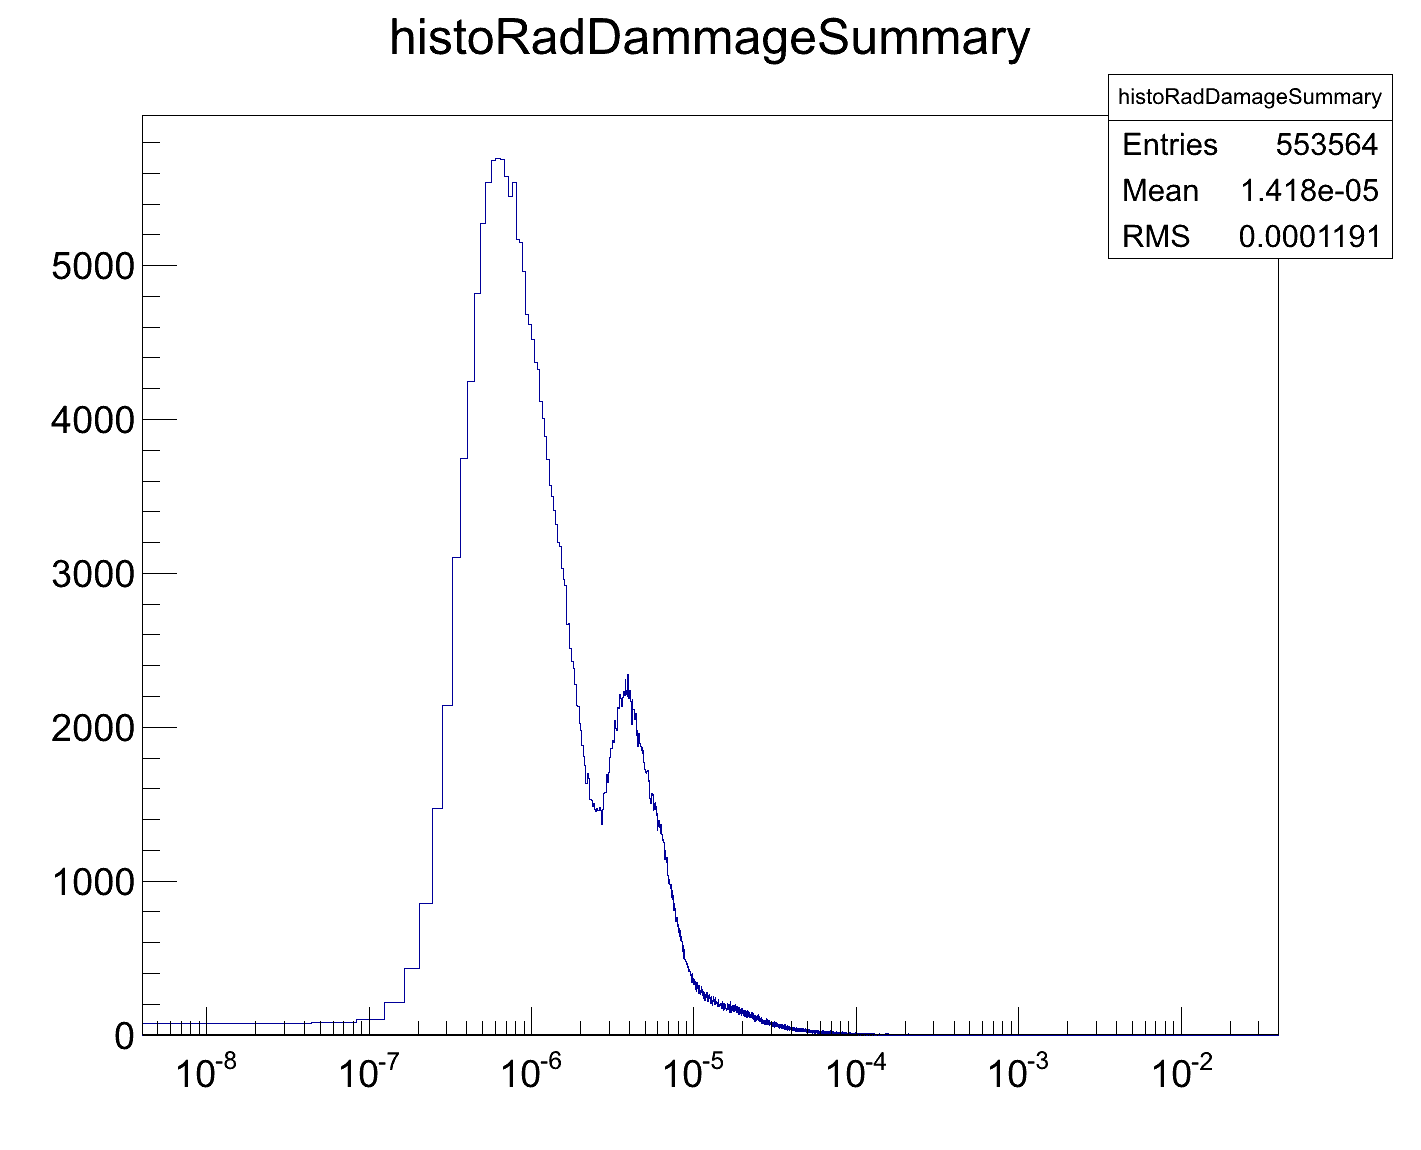 histoRadDammageSummary
histoRadDamageSummary
Entries 553564
Mean 1.418e-05
RMS 0.0001191
5000
4000
3000
2000
1000
0
10⁻⁸ 10⁻⁷ 10⁻⁶ 10⁻⁵ 10⁻⁴ 10⁻³ 10⁻²